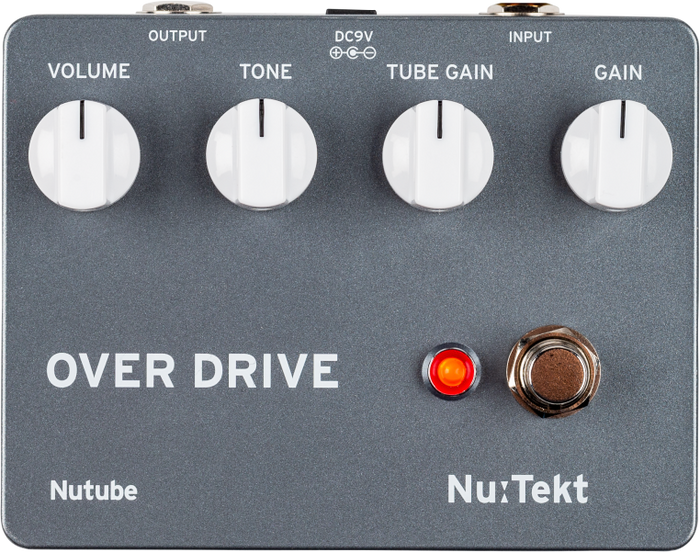 OUTPUT
DC9V
INPUT
VOLUME
TONE
TUBE GAIN
GAIN
OVER DRIVE
Nutube
Nu:Tekt